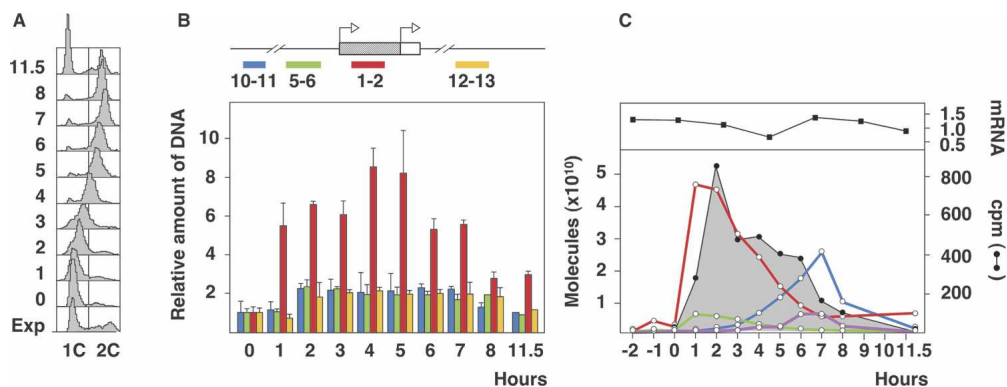 A
11.5
8
7
6
5
4
3
2
1
0
Exp
1C 2C
B
10-11 5-6 1-2 12-13
Relative amount of DNA
10
8
6
4
2
0 1 2 3 4 5 6 7 8 11.5
Hours
C
mRNA
1.5
1.0
0.5
Molecules (x10¹⁰)
5
4
3
2
1
cpm (●-●)
800
600
400
200
-2 -1 0 1 2 3 4 5 6 7 8 9 10 11.5
Hours